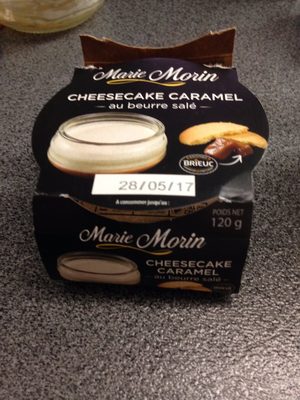 Marie Morin
CHEESECAKE CARAMEL
au beurre salé
BRIEUC
28/05/17
A consommer jusqu'au :
POIDS NET
120 g
Marie Morin
CHEESECAKE
CARAMEL
au beurre salé